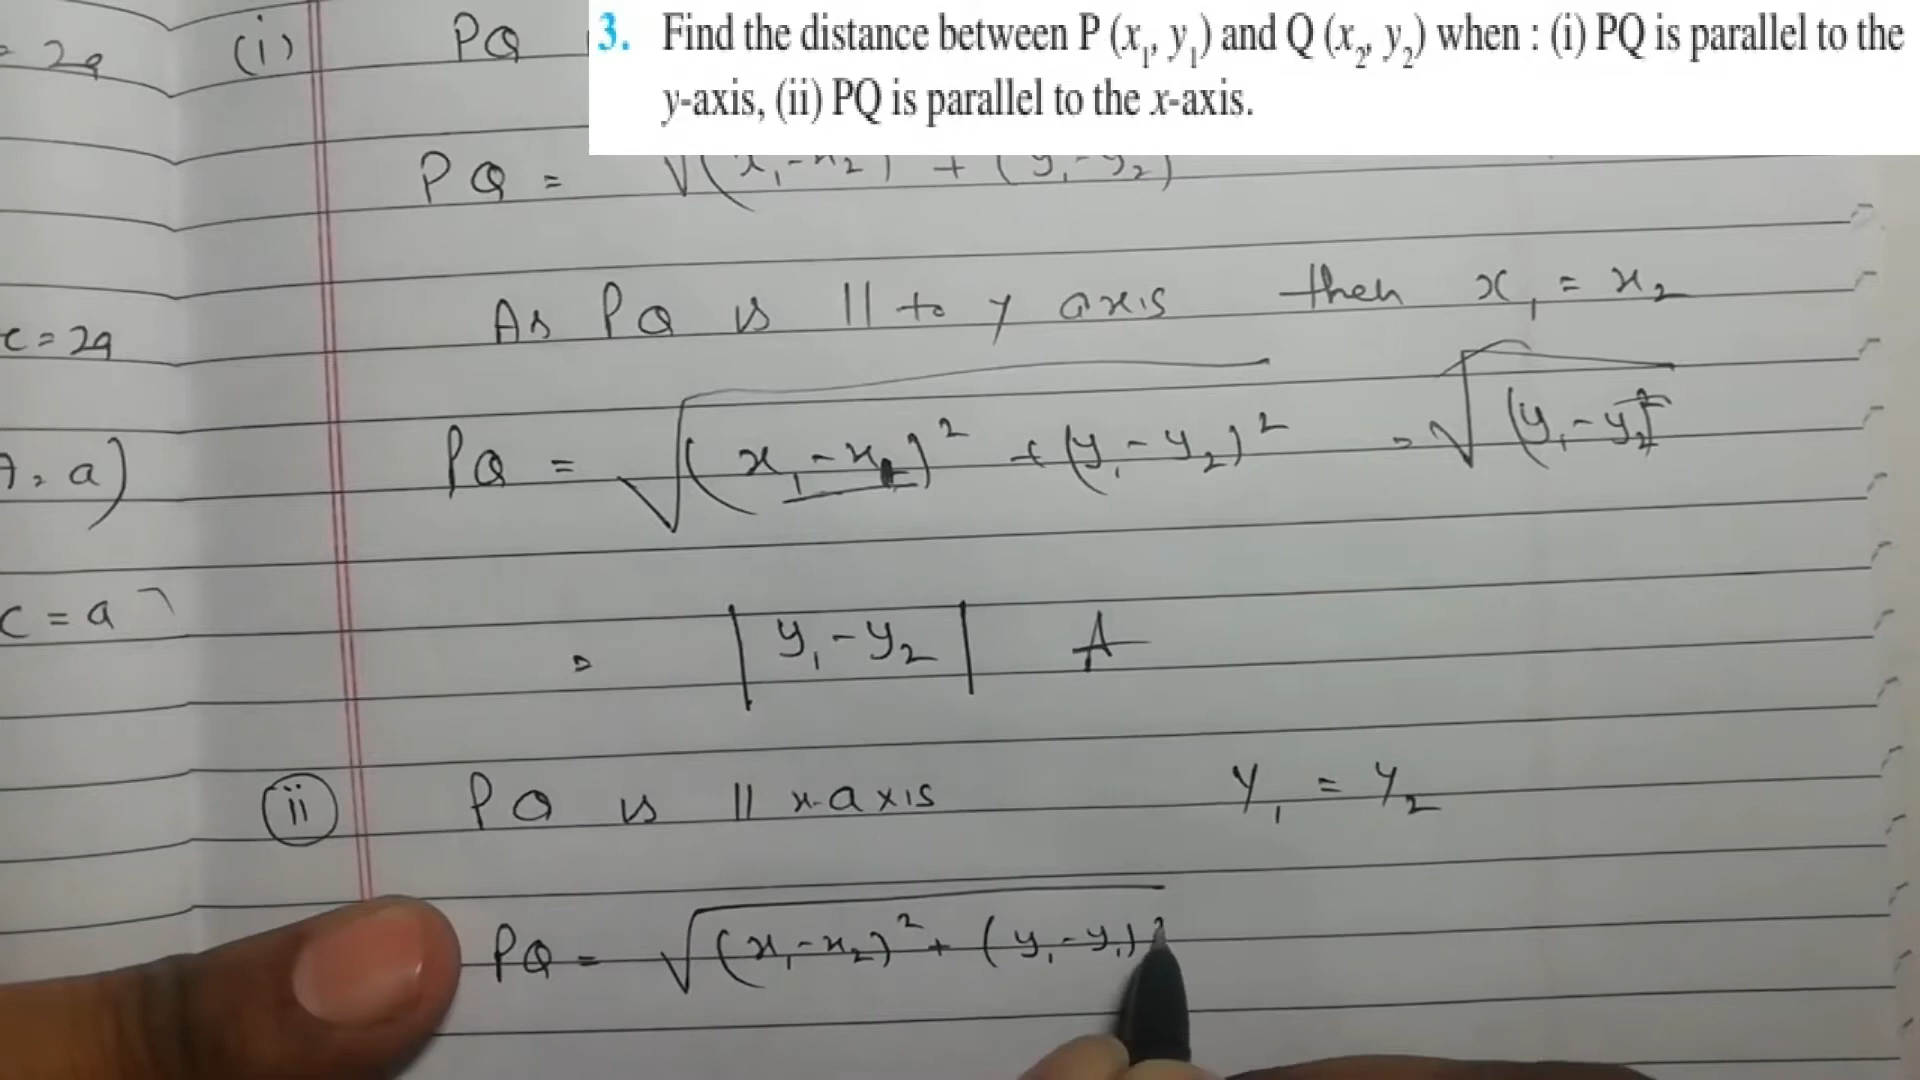 3. Find the distance between P (x₁, y₁) and Q (x₂, y₂) when : (i) PQ is parallel to the
y-axis, (ii) PQ is parallel to the x-axis.
= 2a
(i) PQ
PQ = √(x₁-x₂) + (y₁-y₂)
As PQ is || to y axis then x₁ = x₂
c = 2a
PQ = √(x₁-x₂)² + (y₁-y₂)² = √(y₁-y₂)²
, a)
= |y₁-y₂| A
c = a
(ii) PQ is || x-axis y₁ = y₂
PQ = √(x₁-x₂)² + (y₁-y₁)²